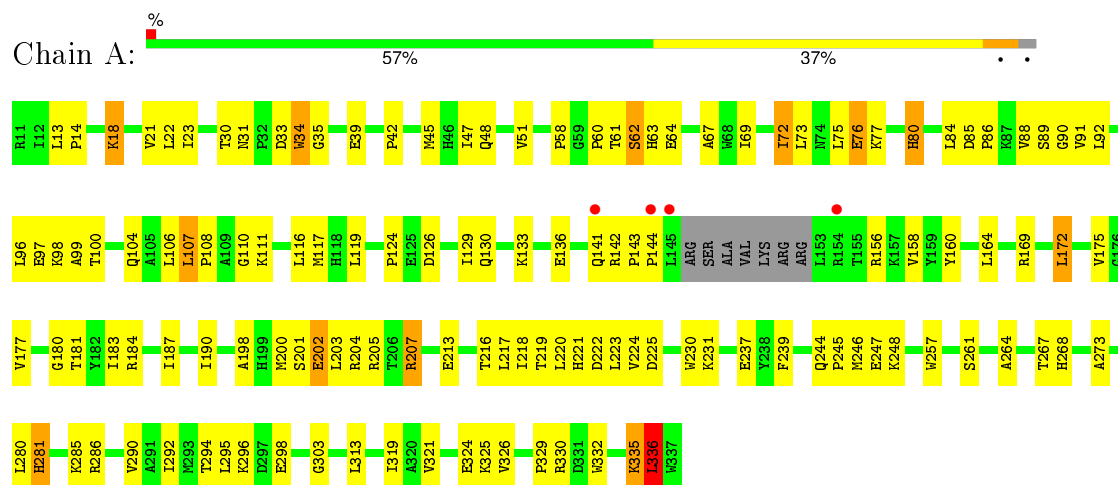 %
Chain A:
57% 37% • •
R11 I12 L13 P14 K18 V21 L22 I23 T30 N31 P32 D33 W34 G35 E39 P42 M45 H46 I47 Q48 V51 P58 G59 P60 T61 S62 H63 E64 A67 W68 I69 I72 L73 N74 L75 E76 K77 H80 L84 D85 P86 K87 V88 S89 G90 V91 L92
L96 E97 K98 A99 T100 Q104 A105 L106 L107 P108 A109 G110 K111 L116 M117 H118 L119 P124 E125 D126 I129 Q130 K133 E136 Q141 R142 P143 P144 L145 ARG SER ALA VAL LYS ARG ARG L153 R154 T155 R156 K157 V158 Y159 Y160 L164 R169 L172 V175 G176
V177 G180 T181 Y182 I183 R184 I187 I190 A198 H199 M200 S201 E202 L203 R204 R205 T206 R207 E213 T216 L217 I218 T219 L220 H221 D222 L223 V224 D225 W230 K231 E237 Y238 F239 Q244 P245 M246 E247 K248 W257 S261 A264 T267 H268 A273
L280 H281 K285 R286 V290 A291 I292 M293 T294 L295 K296 D297 E298 G303 L313 I319 A320 V321 E324 K325 V326 P329 R330 D331 W332 K335 L336 W337